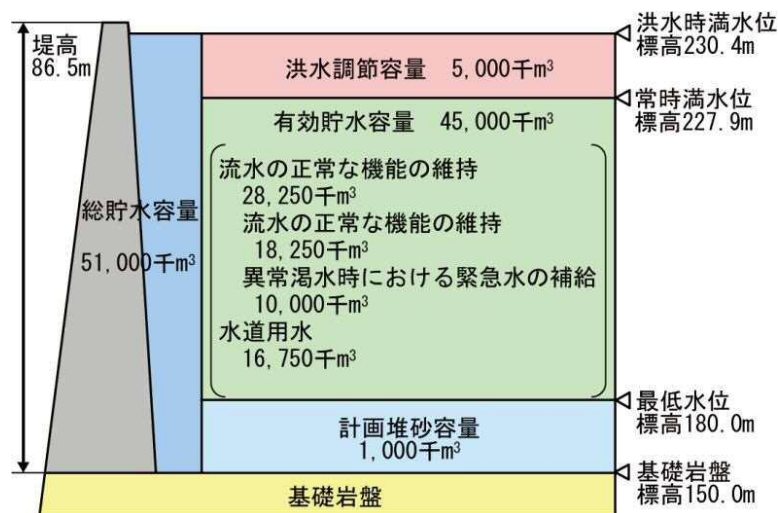 堤高
86.5m
総貯水容量
51,000千m³
洪水調節容量 5,000千m³
有効貯水容量 45,000千m³
流水の正常な機能の維持
28,250千m³
流水の正常な機能の維持
18,250千m³
異常渇水時における緊急水の補給
10,000千m³
水道用水
16,750千m³
計画堆砂容量
1,000千m³
基礎岩盤
洪水時満水位
標高230.4m
常時満水位
標高227.9m
最低水位
標高180.0m
基礎岩盤
標高150.0m